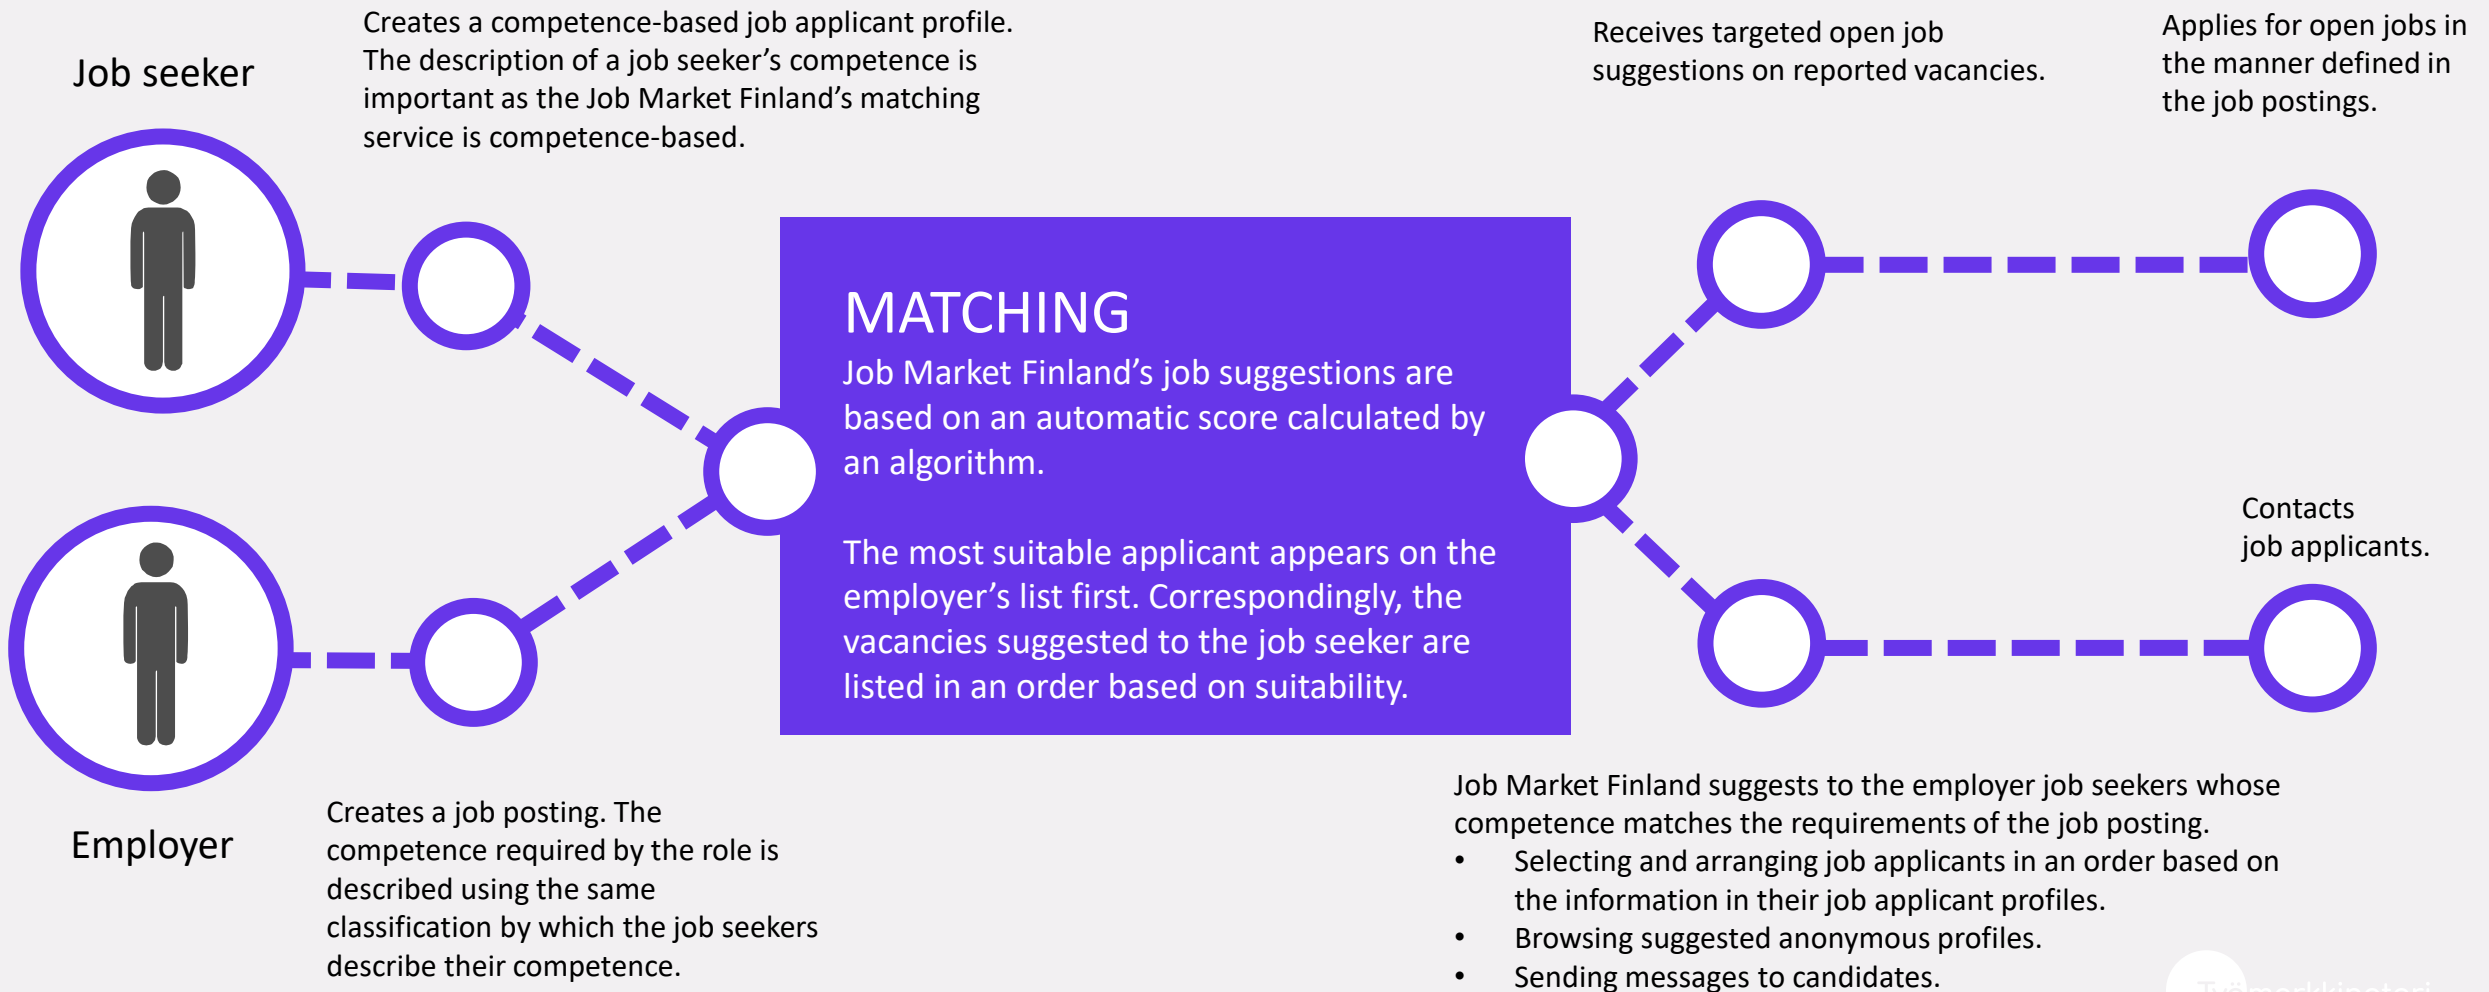 Job seeker
Creates a competence-based job applicant profile.
The description of a job seeker’s competence is
important as the Job Market Finland’s matching
service is competence-based.
Receives targeted open job
suggestions on reported vacancies.
Applies for open jobs in
the manner defined in
the job postings.
MATCHING
Job Market Finland’s job suggestions are
based on an automatic score calculated by
an algorithm.
The most suitable applicant appears on the
employer’s list first. Correspondingly, the
vacancies suggested to the job seeker are
listed in an order based on suitability.
Contacts
job applicants.
Employer
Creates a job posting. The
competence required by the role is
described using the same
classification by which the job seekers
describe their competence.
Job Market Finland suggests to the employer job seekers whose
competence matches the requirements of the job posting.
• Selecting and arranging job applicants in an order based on
the information in their job applicant profiles.
• Browsing suggested anonymous profiles.
• Sending messages to candidates.